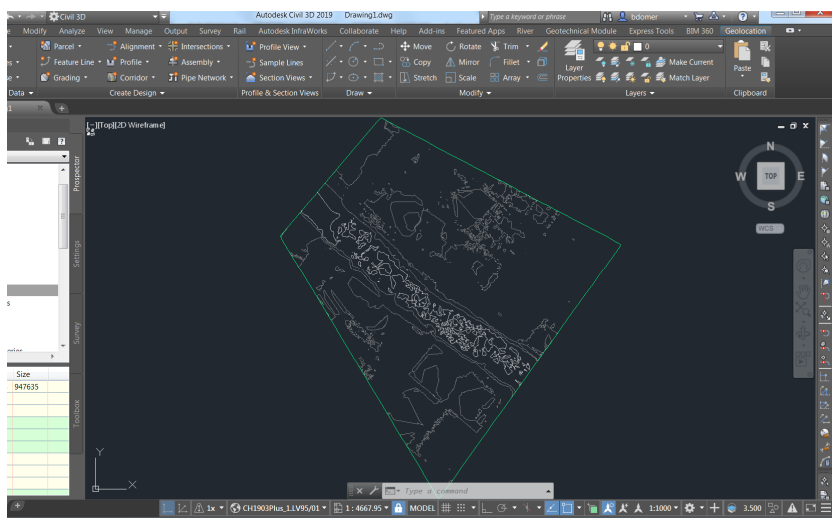 Civil 3D
Autodesk Civil 3D 2019 Drawing1.dwg
Type a keyword or phrase
bdomer
Modify Analyze View Manage Output Survey Rail Autodesk InfraWorks Collaborate Help Add-ins Featured Apps River Geotechnical Module Express Tools BIM 360 Geolocation
Parcel Alignment Intersections Profile View Move Rotate Trim 0
Feature Line Profile Assembly Sample Lines Copy Mirror Fillet Make Current
Grading Corridor Pipe Network Section Views Stretch Scale Array Layer Properties Match Layer Paste
Data Create Design Profile & Section Views Draw Modify Layers Clipboard
[–][Top][2D Wireframe]
N
W TOP E
S
WCS
Prospector
Settings
Survey
Toolbox
s
Size
947635
Y
X
Type a command
1x CH1903Plus_1.LV95/01 1 : 4667.95 MODEL 1:1000 3.500